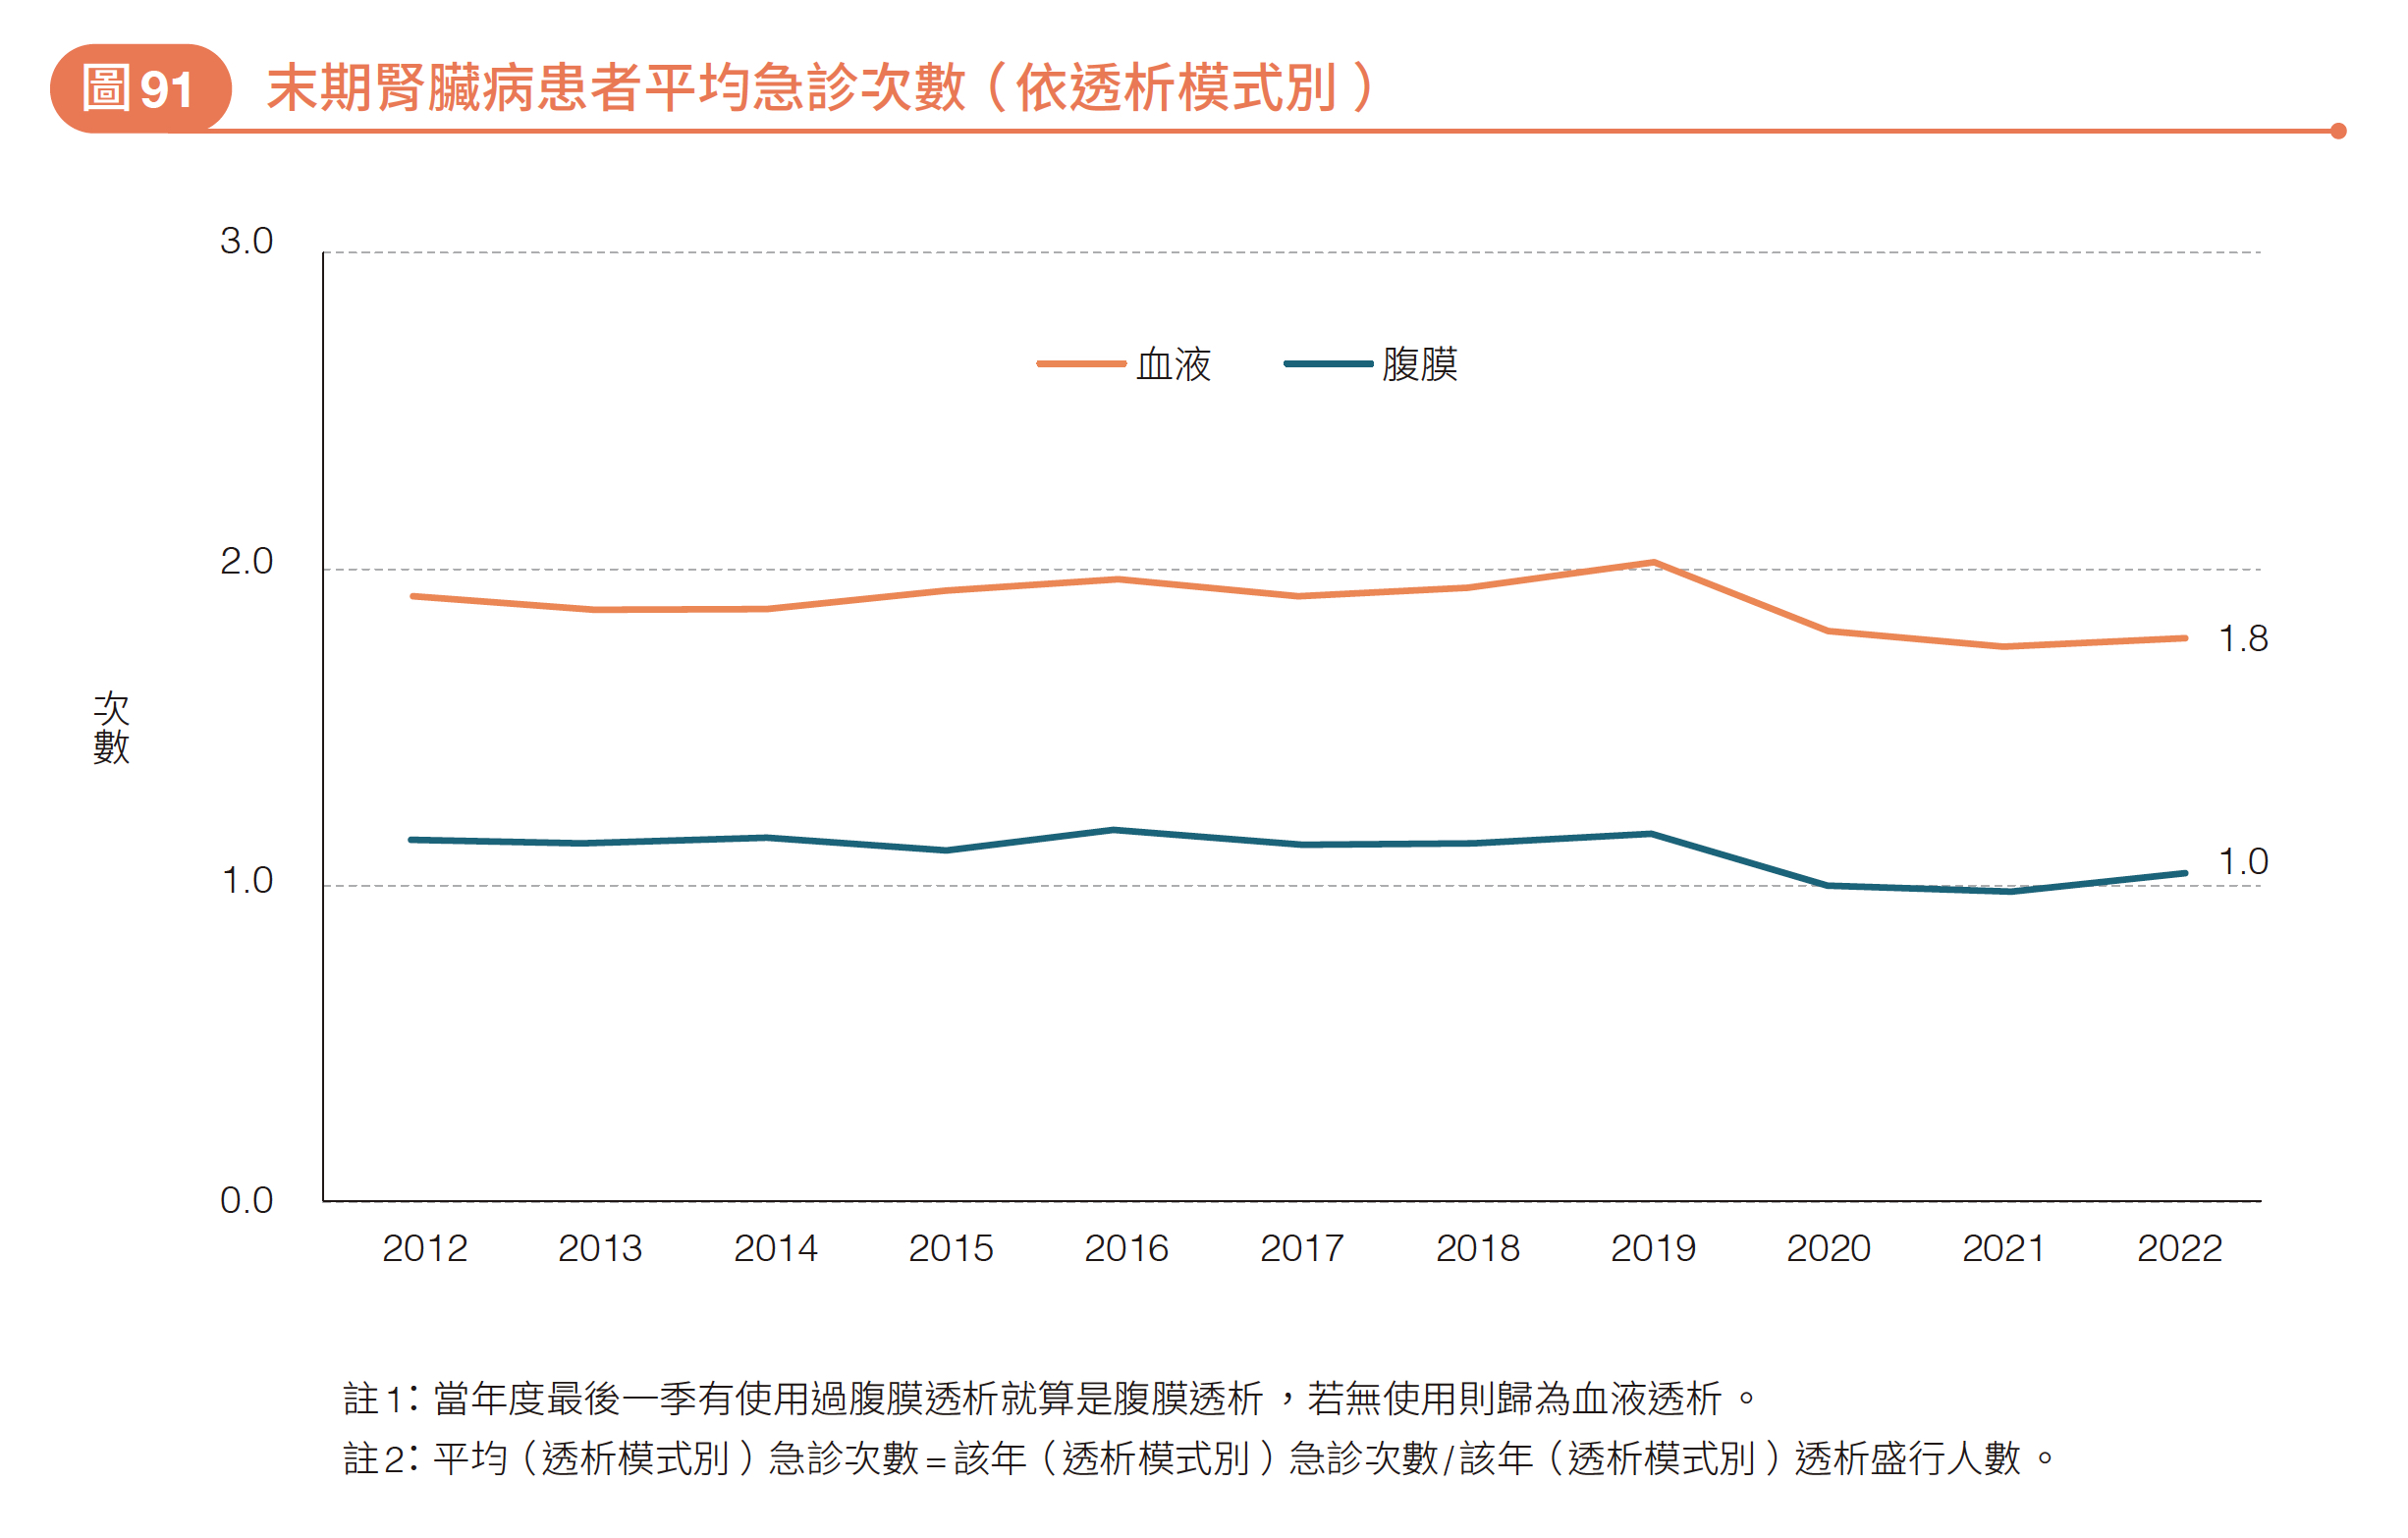 圖91 末期腎臟病患者平均急診次數（依透析模式別）
3.0
血液 腹膜
2.0
1.8
次數
1.0
1.0
0.0
2012 2013 2014 2015 2016 2017 2018 2019 2020 2021 2022
註1：當年度最後一季有使用過腹膜透析就算是腹膜透析，若無使用則歸為血液透析。
註2：平均（透析模式別）急診次數=該年（透析模式別）急診次數/該年（透析模式別）透析盛行人數。